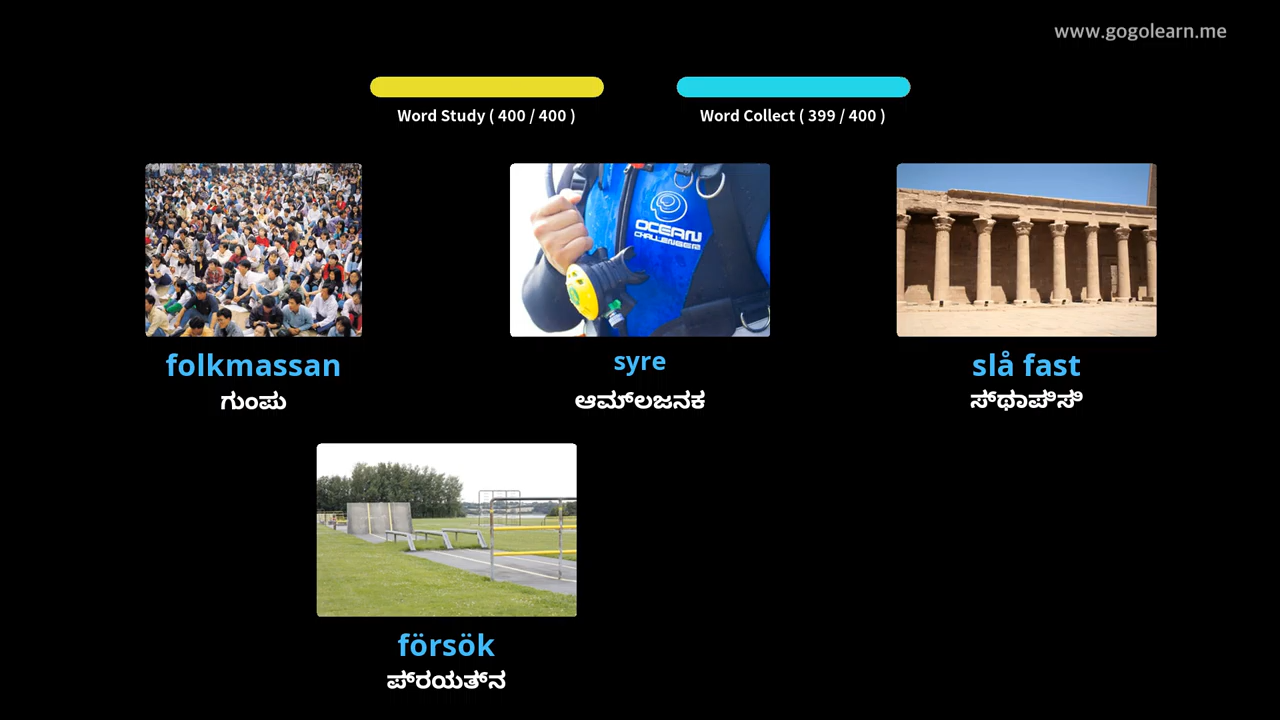 www.gogolearn.me
Word Study ( 400 / 400 )
Word Collect ( 399 / 400 )
OCEAN
CHALLENGER
folkmassan
ಗುಂಪು
syre
ಆಮ್ಲಜನಕ
slå fast
ಸ್ಥಾಪಿಸಿ
försök
ಪ್ರಯತ್ನ